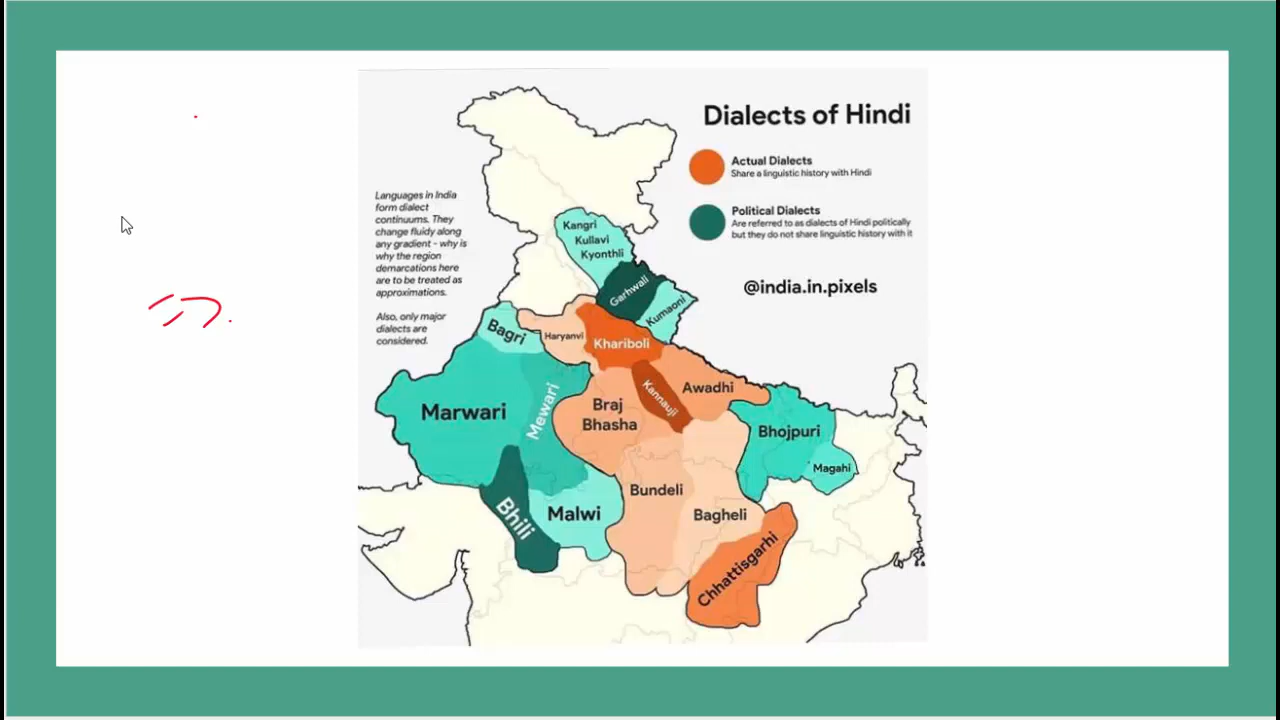 Dialects of Hindi
Actual Dialects
Share a linguistic history with Hindi
Political Dialects
Are referred to as dialects of Hindi politically
but they do not share linguistic history with it
@india.in.pixels
Languages in India
form dialect
continuums. They
change fluidly along
any gradient - why is
why the region
demarcations here
are to be treated as
approximations.
Also, only major
dialects are
considered.
Kangri
Kullavi
Kyonthli
Garhwali
Kumaoni
Bagri
Haryanvi
Khariboli
Marwari
Mewari
Braj
Bhasha
Kannauji
Awadhi
Bhojpuri
Magahi
Bhili
Malwi
Bundeli
Bagheli
Chhattisgarhi